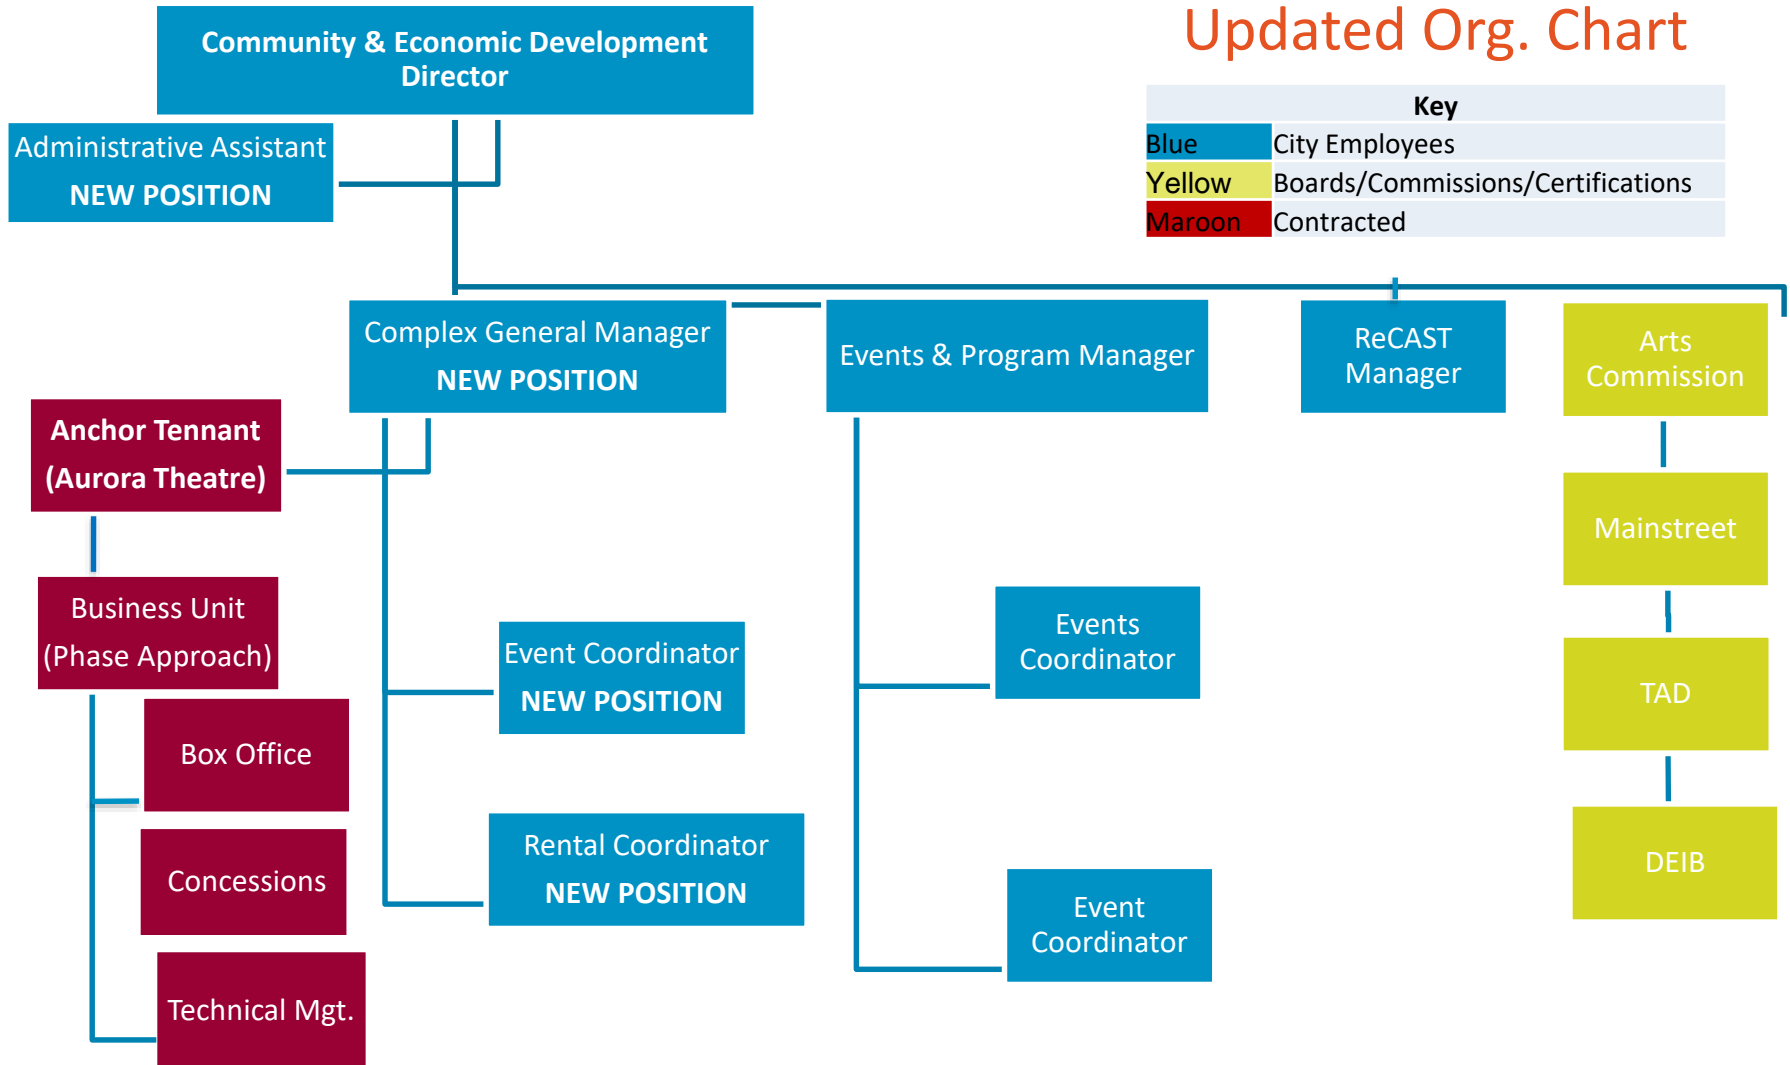 Updated Org. Chart
Community & Economic Development
Director
Key
Blue City Employees
Yellow Boards/Commissions/Certifications
Maroon Contracted
Administrative Assistant
NEW POSITION
Complex General Manager
NEW POSITION
Events & Program Manager
ReCAST
Manager
Arts
Commission
Anchor Tennant
(Aurora Theatre)
Mainstreet
Business Unit
(Phase Approach)
Event Coordinator
NEW POSITION
Events
Coordinator
TAD
Box Office
Concessions
Rental Coordinator
NEW POSITION
Event
Coordinator
DEIB
Technical Mgt.